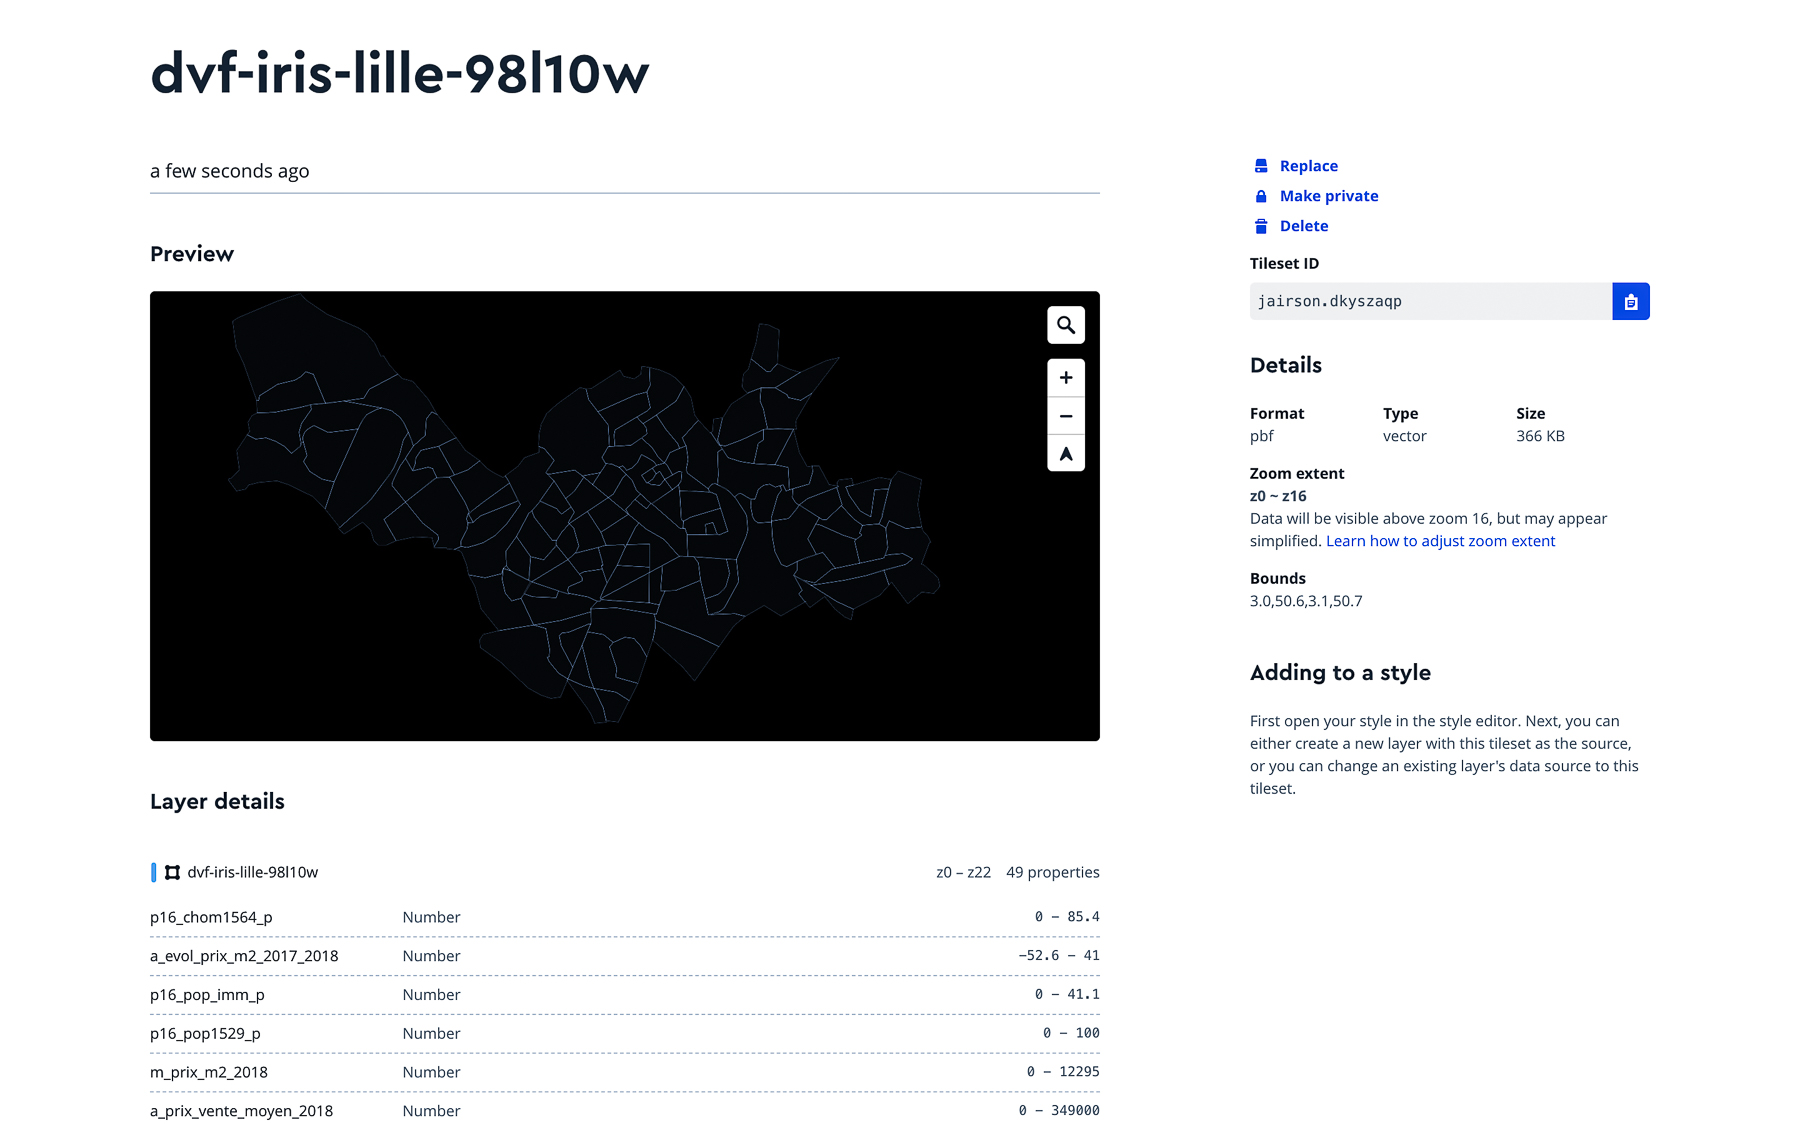 dvf-iris-lille-98l10w
a few seconds ago
Preview
Layer details
dvf-iris-lille-98l10w z0 – z22 49 properties
p16_chom1564_p Number 0 – 85.4
a_evol_prix_m2_2017_2018 Number −52.6 – 41
p16_pop_imm_p Number 0 – 41.1
p16_pop1529_p Number 0 – 100
m_prix_m2_2018 Number 0 – 12295
a_prix_vente_moyen_2018 Number 0 – 349000
Replace
Make private
Delete
Tileset ID
jairson.dkyszaqp
Details
Format Type Size
pbf vector 366 KB
Zoom extent
z0 ~ z16
Data will be visible above zoom 16, but may appear
simplified. Learn how to adjust zoom extent
Bounds
3.0,50.6,3.1,50.7
Adding to a style
First open your style in the style editor. Next, you can
either create a new layer with this tileset as the source,
or you can change an existing layer's data source to this
tileset.